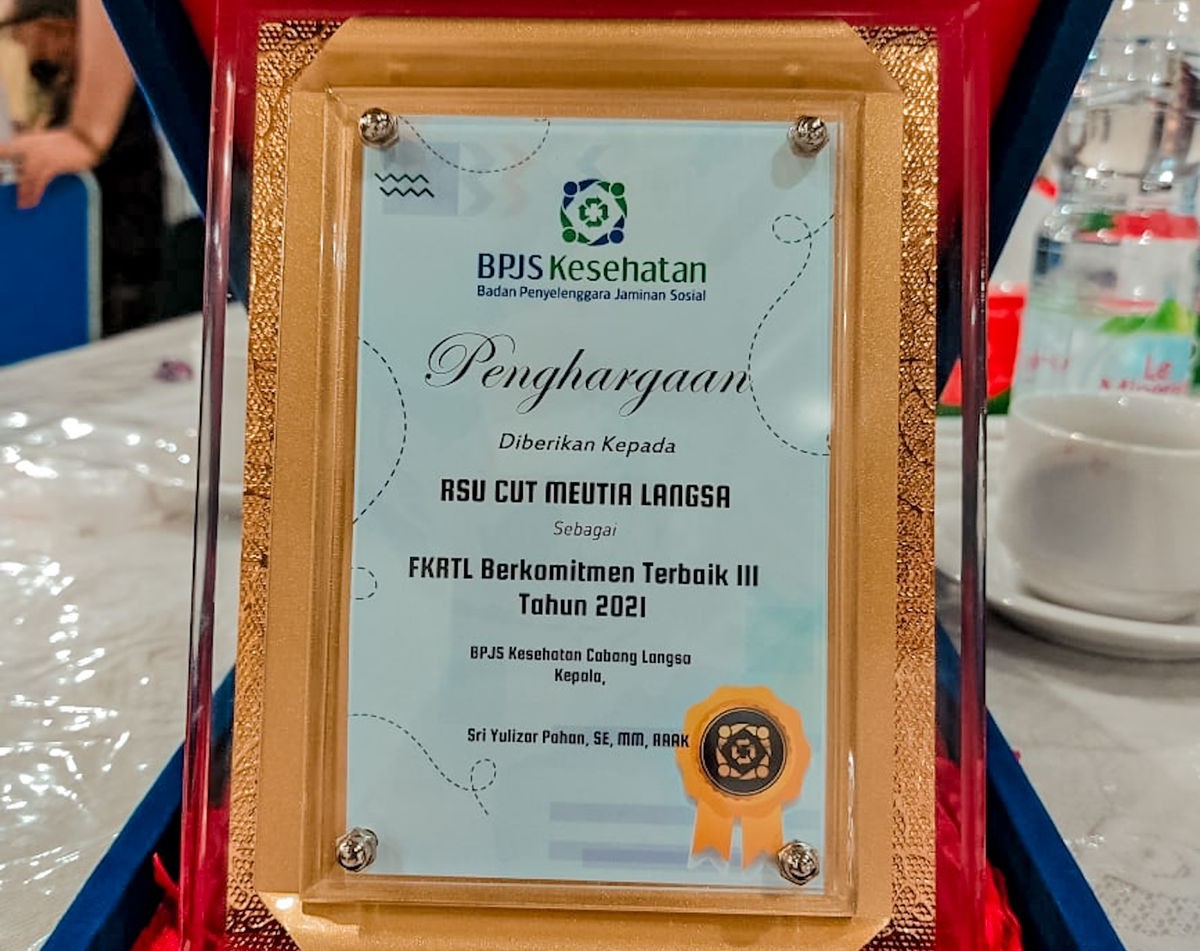 BPJS Kesehatan
Badan Penyelenggara Jaminan Sosial
Penghargaan
Diberikan Kepada
RSU CUT MEUTIA LANGSA
Sebagai
FKRTL Berkomitmen Terbaik III
Tahun 2021
BPJS Kesehatan Cabang Langsa
Kepala,
Sri Yulizar Pohan, SE, MM, AAAK
Le